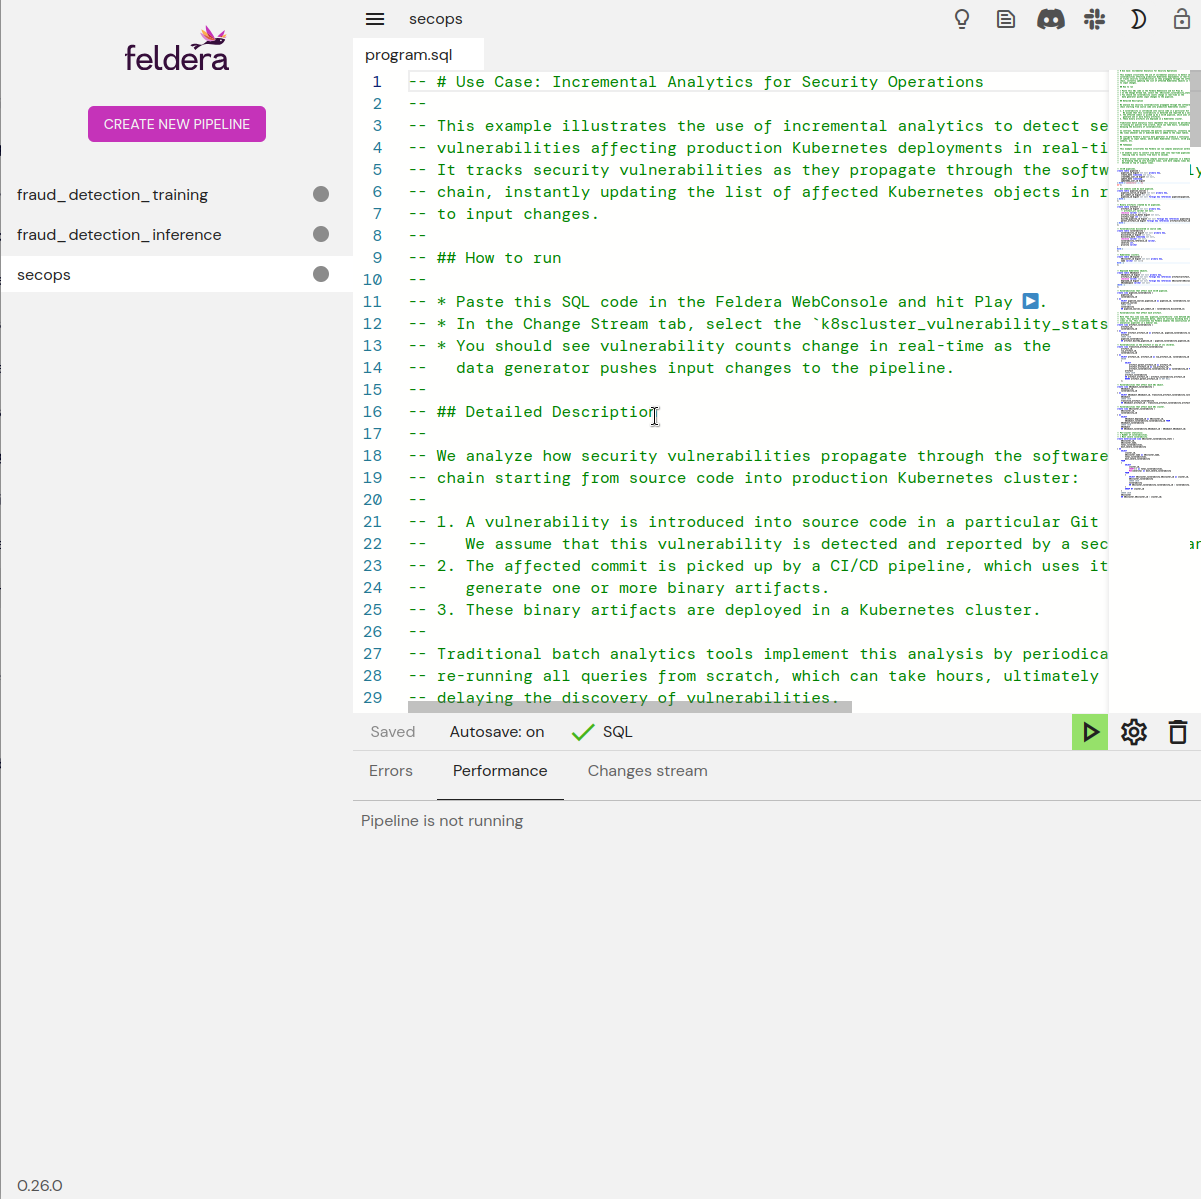 feldera
CREATE NEW PIPELINE
fraud_detection_training
fraud_detection_inference
secops
0.26.0
secops
program.sql
1 -- # Use Case: Incremental Analytics for Security Operations
2 --
3 -- This example illustrates the use of incremental analytics to detect se
4 -- vulnerabilities affecting production Kubernetes deployments in real-ti
5 -- It tracks security vulnerabilities as they propagate through the softw
6 -- chain, instantly updating the list of affected Kubernetes objects in r
7 -- to input changes.
8 --
9 -- ## How to run
10 --
11 -- * Paste this SQL code in the Feldera WebConsole and hit Play ▶️.
12 -- * In the Change Stream tab, select the `k8scluster_vulnerability_stats
13 -- * You should see vulnerability counts change in real-time as the
14 --   data generator pushes input changes to the pipeline.
15 --
16 -- ## Detailed Description
17 --
18 -- We analyze how security vulnerabilities propagate through the software
19 -- chain starting from source code into production Kubernetes cluster:
20 --
21 -- 1. A vulnerability is introduced into source code in a particular Git
22 --    We assume that this vulnerability is detected and reported by a sec
23 -- 2. The affected commit is picked up by a CI/CD pipeline, which uses it
24 --    generate one or more binary artifacts.
25 -- 3. These binary artifacts are deployed in a Kubernetes cluster.
26 --
27 -- Traditional batch analytics tools implement this analysis by periodica
28 -- re-running all queries from scratch, which can take hours, ultimately
29 -- delaying the discovery of vulnerabilities.
Saved Autosave: on SQL
Errors Performance Changes stream
Pipeline is not running